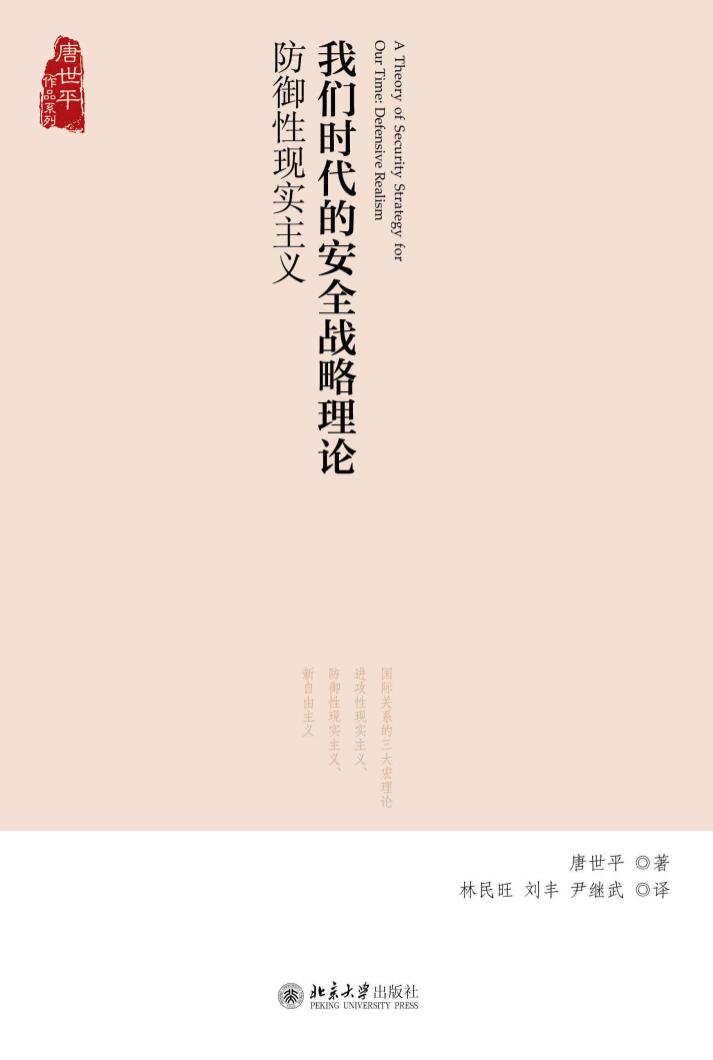 唐世平
作品系列
A Theory of Security Strategy for
Our Time: Defensive Realism
我们时代的安全战略理论
防御性现实主义
国际关系的三大宏理论
进攻性现实主义、
防御性现实主义、
新自由主义
唐世平 ◎著
林民旺 刘丰 尹继武 ◎译
北京大学出版社
PEKING UNIVERSITY PRESS